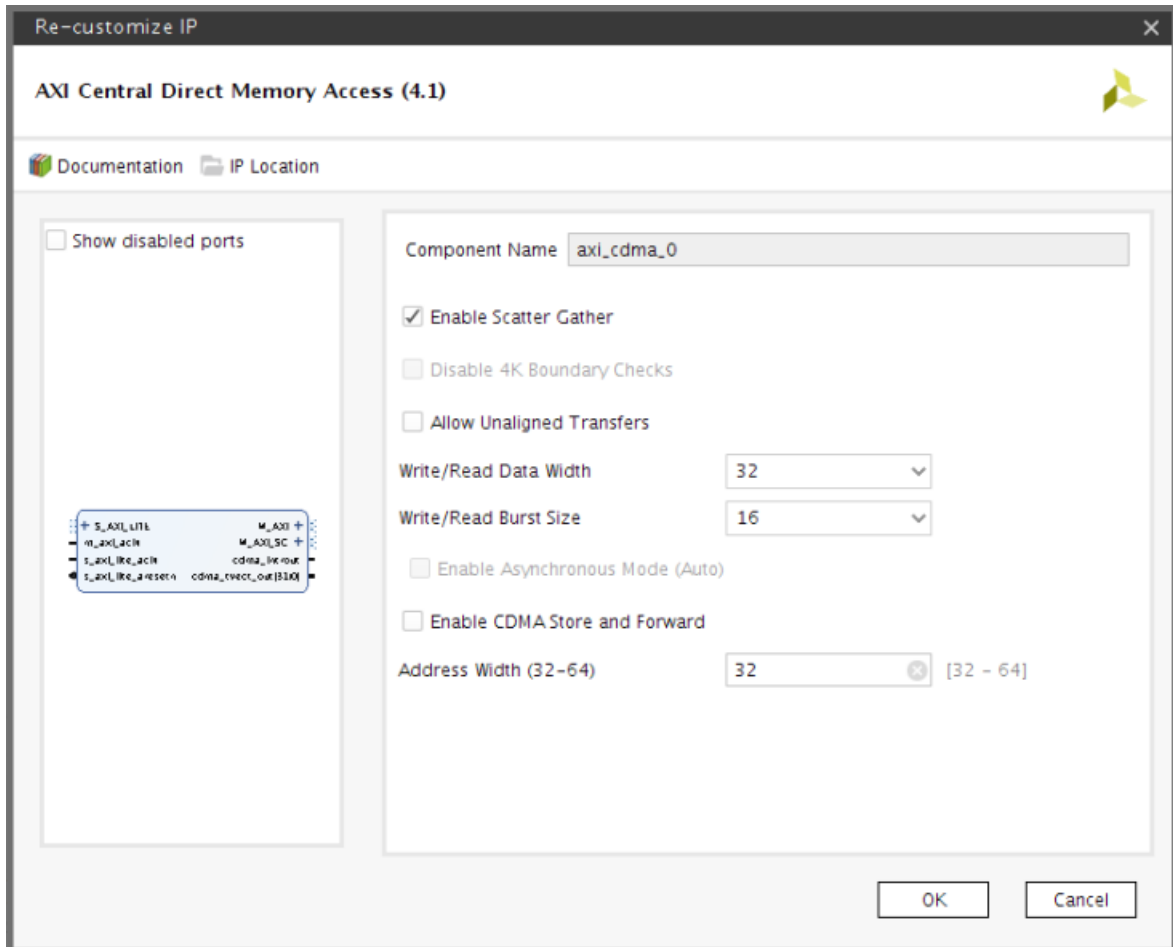 Re-customize IP
AXI Central Direct Memory Access (4.1)
Documentation IP Location
Show disabled ports
Component Name axi_cdma_0
Enable Scatter Gather
Disable 4K Boundary Checks
Allow Unaligned Transfers
Write/Read Data Width 32
Write/Read Burst Size 16
Enable Asynchronous Mode (Auto)
Enable CDMA Store and Forward
Address Width (32-64) 32 [32 - 64]
S_AXI_LITE M_AXI
m_axi_aclk
s_axi_lite_aclk
s_axi_lite_aresetn cdma_tvect_out[31:0]
OK Cancel